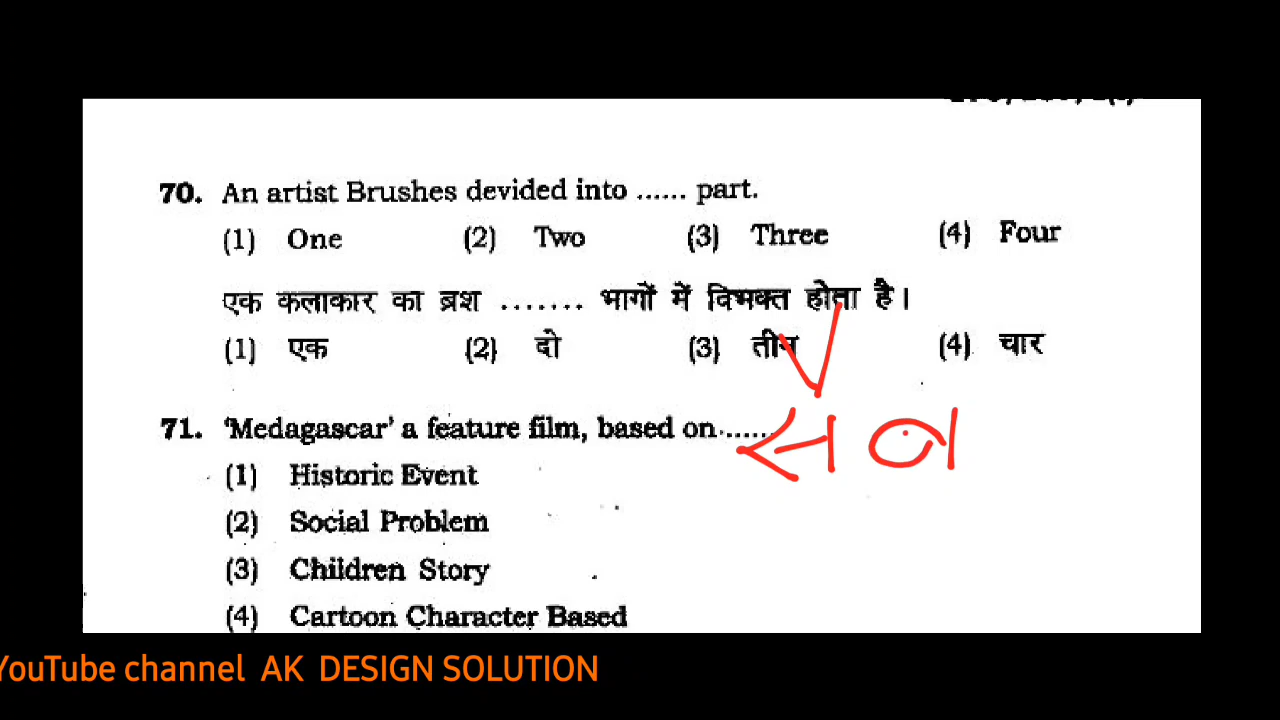 70. An artist Brushes devided into ...... part.
(1) One (2) Two (3) Three (4) Four
एक कलाकार का ब्रश ....... भागों में विभक्त होता है।
(1) एक (2) दो (3) तीन (4) चार
71. 'Medagascar' a feature film, based on ......
(1) Historic Event
(2) Social Problem
(3) Children Story
(4) Cartoon Character Based
YouTube channel AK DESIGN SOLUTION